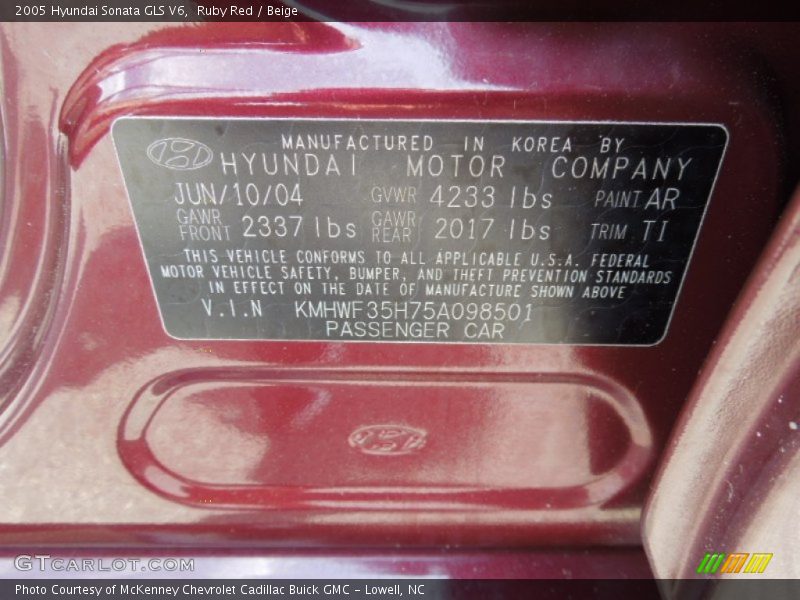 2005 Hyundai Sonata GLS V6, Ruby Red / Beige
MANUFACTURED IN KOREA BY
HYUNDAI MOTOR COMPANY
JUN/10/04 GVWR 4233 lbs PAINT AR
GAWR FRONT 2337 lbs GAWR REAR 2017 lbs TRIM TI
THIS VEHICLE CONFORMS TO ALL APPLICABLE U.S.A. FEDERAL
MOTOR VEHICLE SAFETY, BUMPER, AND THEFT PREVENTION STANDARDS
IN EFFECT ON THE DATE OF MANUFACTURE SHOWN ABOVE
V.I.N KMHWF35H75A098501
PASSENGER CAR
GTCARLOT.COM
Photo Courtesy of McKenney Chevrolet Cadillac Buick GMC - Lowell, NC